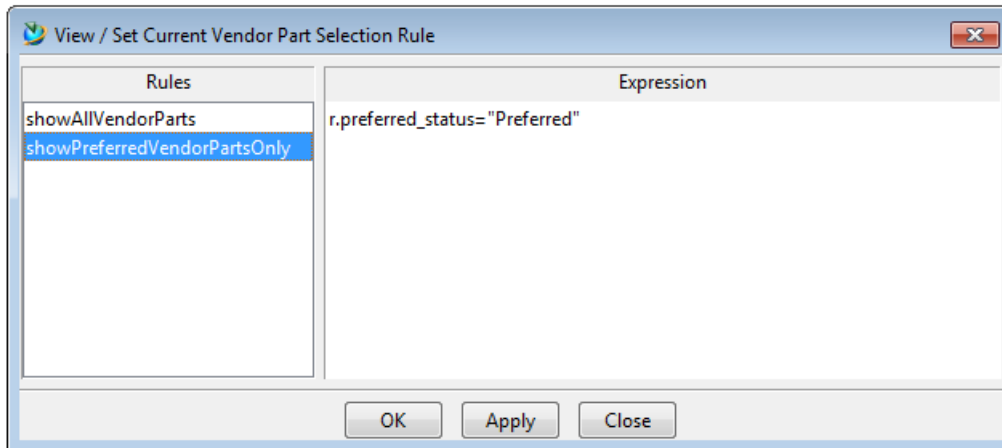 View / Set Current Vendor Part Selection Rule
Rules
Expression
showAllVendorParts
showPreferredVendorPartsOnly
r.preferred_status="Preferred"
OK
Apply
Close